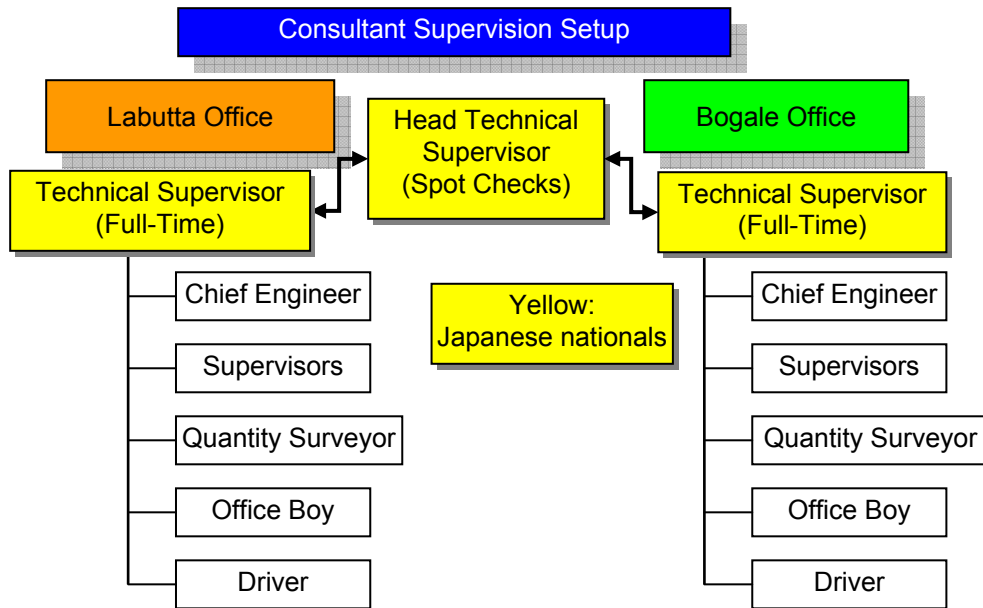 Consultant Supervision Setup
Labutta Office
Head Technical
Supervisor
(Spot Checks)
Bogale Office
Technical Supervisor
(Full-Time)
Technical Supervisor
(Full-Time)
Chief Engineer
Supervisors
Quantity Surveyor
Office Boy
Driver
Yellow:
Japanese nationals
Chief Engineer
Supervisors
Quantity Surveyor
Office Boy
Driver